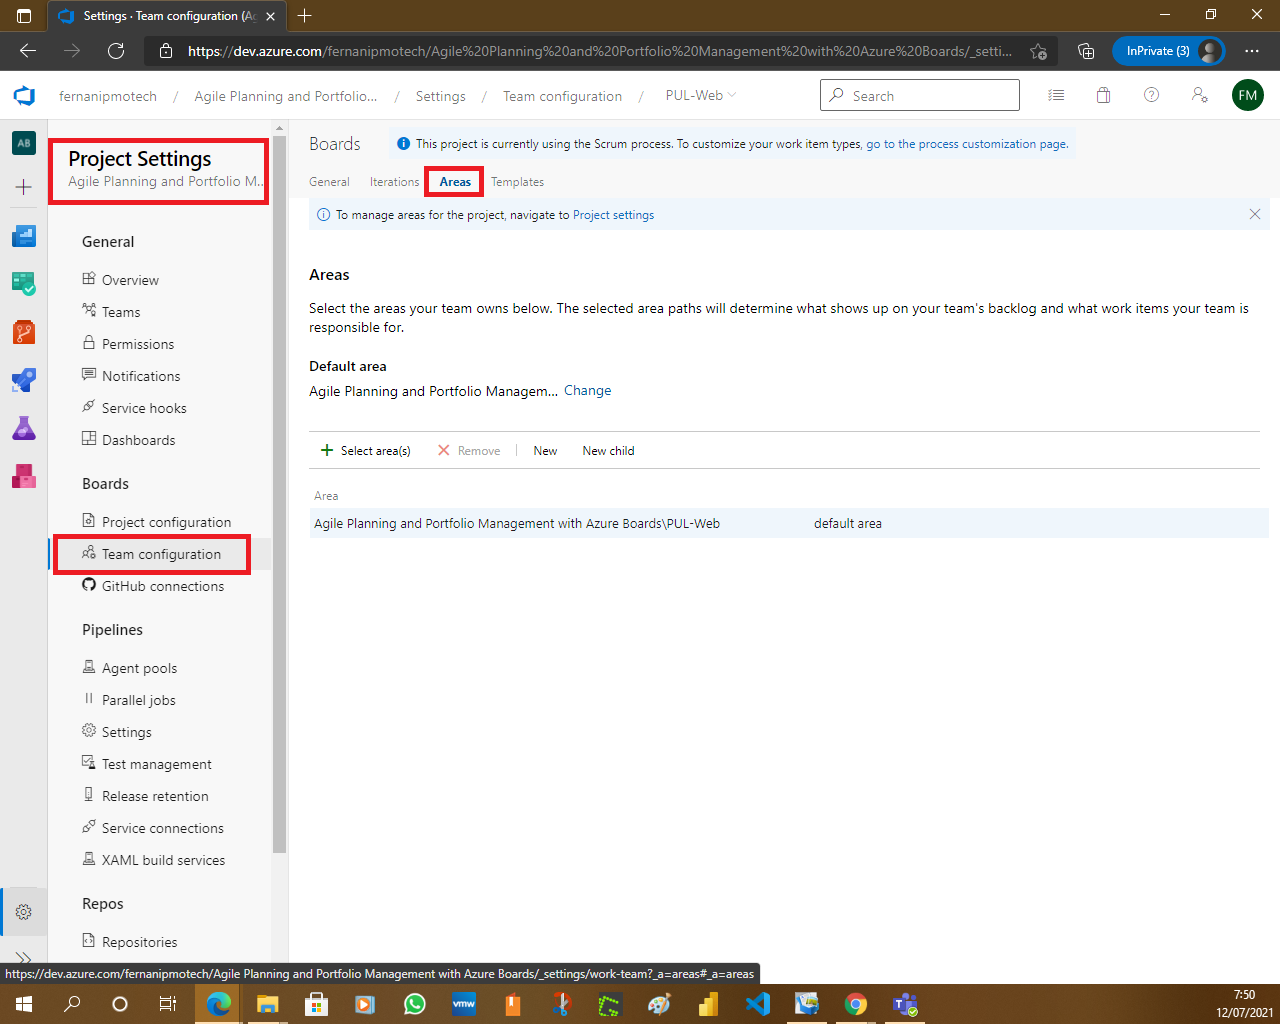 Settings · Team configuration (Ag
https://dev.azure.com/fernanipmotech/Agile%20Planning%20and%20Portfolio%20Management%20with%20Azure%20Boards/_setti...
InPrivate (3)
fernanipmotech / Agile Planning and Portfolio... / Settings / Team configuration / PUL-Web
Search
FM
AB
Project Settings
Agile Planning and Portfolio M...
General
Overview
Teams
Permissions
Notifications
Service hooks
Dashboards
Boards
Project configuration
Team configuration
GitHub connections
Pipelines
Agent pools
Parallel jobs
Settings
Test management
Release retention
Service connections
XAML build services
Repos
Repositories
Boards
This project is currently using the Scrum process. To customize your work item types, go to the process customization page.
General Iterations Areas Templates
To manage areas for the project, navigate to Project settings
Areas
Select the areas your team owns below. The selected area paths will determine what shows up on your team's backlog and what work items your team is
responsible for.
Default area
Agile Planning and Portfolio Managem... Change
Select area(s) Remove New New child
Area
Agile Planning and Portfolio Management with Azure Boards\PUL-Web default area
https://dev.azure.com/fernanipmotech/Agile Planning and Portfolio Management with Azure Boards/_settings/work-team?_a=areas#_a=areas
vmw
7:50
12/07/2021